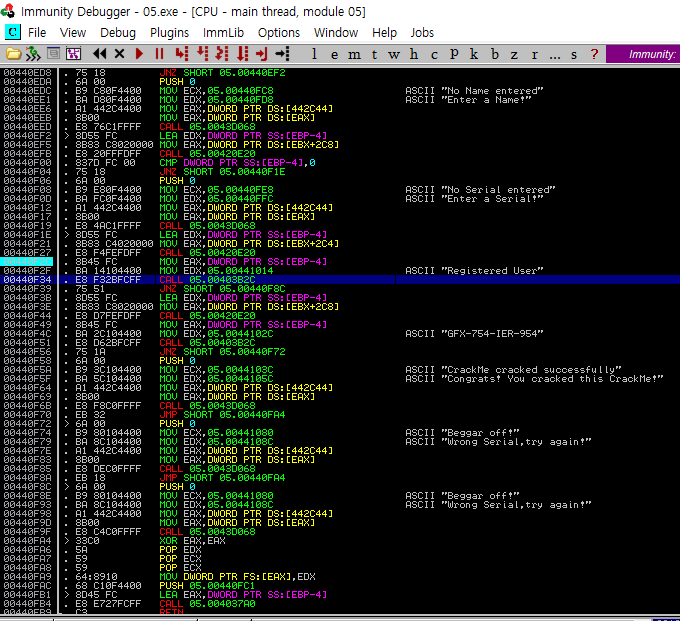 Immunity Debugger - 05.exe - [CPU - main thread, module 05]
C File View Debug Plugins ImmLib Options Window Help Jobs
l e m t w h c p k b z r ... s ? Immunity:
00440ED8 . 75 18 JNZ SHORT 05.00440EF2
00440EDA . 6A 00 PUSH 0
00440EDC . B9 C80F4400 MOV ECX,05.00440FC8 ASCII "No Name entered"
00440EE1 . BA D80F4400 MOV EDX,05.00440FD8 ASCII "Enter a Name!"
00440EE6 . A1 442C4400 MOV EAX,DWORD PTR DS:[442C44]
00440EEB . 8B00 MOV EAX,DWORD PTR DS:[EAX]
00440EED . E8 76C1FFFF CALL 05.0043D068
00440EF2 > 8D55 FC LEA EDX,DWORD PTR SS:[EBP-4]
00440EF5 . 8B83 C8020000 MOV EAX,DWORD PTR DS:[EBX+2C8]
00440EFB . E8 20FFFDFF CALL 05.00420E20
00440F00 . 837D FC 00 CMP DWORD PTR SS:[EBP-4],0
00440F04 . 75 18 JNZ SHORT 05.00440F1E
00440F06 . 6A 00 PUSH 0
00440F08 . B9 E80F4400 MOV ECX,05.00440FE8 ASCII "No Serial entered"
00440F0D . BA FC0F4400 MOV EDX,05.00440FFC ASCII "Enter a Serial!"
00440F12 . A1 442C4400 MOV EAX,DWORD PTR DS:[442C44]
00440F17 . 8B00 MOV EAX,DWORD PTR DS:[EAX]
00440F19 . E8 4AC1FFFF CALL 05.0043D068
00440F1E > 8D55 FC LEA EDX,DWORD PTR SS:[EBP-4]
00440F21 . 8B83 C4020000 MOV EAX,DWORD PTR DS:[EBX+2C4]
00440F27 . E8 F4FEFDFF CALL 05.00420E20
. 8B45 FC MOV EAX,DWORD PTR SS:[EBP-4]
00440F2F . BA 14104400 MOV EDX,05.00441014 ASCII "Registered User"
00440F34 . E8 F32BFCFF CALL 05.00403B2C
00440F39 . 75 51 JNZ SHORT 05.00440F8C
00440F3B . 8D55 FC LEA EDX,DWORD PTR SS:[EBP-4]
00440F3E . 8B83 C8020000 MOV EAX,DWORD PTR DS:[EBX+2C8]
00440F44 . E8 D7FEFDFF CALL 05.00420E20
00440F49 . 8B45 FC MOV EAX,DWORD PTR SS:[EBP-4]
00440F4C . BA 2C104400 MOV EDX,05.0044102C ASCII "GFX-754-IER-954"
00440F51 . E8 D62BFCFF CALL 05.00403B2C
00440F56 . 75 1A JNZ SHORT 05.00440F72
00440F58 . 6A 00 PUSH 0
00440F5A . B9 3C104400 MOV ECX,05.0044103C ASCII "CrackMe cracked successfully"
00440F5F . BA 5C104400 MOV EDX,05.0044105C ASCII "Congrats! You cracked this CrackMe!"
00440F64 . A1 442C4400 MOV EAX,DWORD PTR DS:[442C44]
00440F69 . 8B00 MOV EAX,DWORD PTR DS:[EAX]
00440F6B . E8 F8C0FFFF CALL 05.0043D068
00440F70 . EB 32 JMP SHORT 05.00440FA4
00440F72 > 6A 00 PUSH 0
00440F74 . B9 80104400 MOV ECX,05.00441080 ASCII "Beggar off!"
00440F79 . BA 8C104400 MOV EDX,05.0044108C ASCII "Wrong Serial,try again!"
00440F7E . A1 442C4400 MOV EAX,DWORD PTR DS:[442C44]
00440F83 . 8B00 MOV EAX,DWORD PTR DS:[EAX]
00440F85 . E8 DEC0FFFF CALL 05.0043D068
00440F8A . EB 18 JMP SHORT 05.00440FA4
00440F8C > 6A 00 PUSH 0
00440F8E . B9 80104400 MOV ECX,05.00441080 ASCII "Beggar off!"
00440F93 . BA 8C104400 MOV EDX,05.0044108C ASCII "Wrong Serial,try again!"
00440F98 . A1 442C4400 MOV EAX,DWORD PTR DS:[442C44]
00440F9D . 8B00 MOV EAX,DWORD PTR DS:[EAX]
00440F9F . E8 C4C0FFFF CALL 05.0043D068
00440FA4 > 33C0 XOR EAX,EAX
00440FA6 . 5A POP EDX
00440FA7 . 59 POP ECX
00440FA8 . 59 POP ECX
00440FA9 . 64:8910 MOV DWORD PTR FS:[EAX],EDX
00440FAC . 68 C10F4400 PUSH 05.00440FC1
00440FB1 > 8D45 FC LEA EAX,DWORD PTR SS:[EBP-4]
00440FB4 . E8 E727FCFF CALL 05.004037A0
00440FB9 . C3 RETN